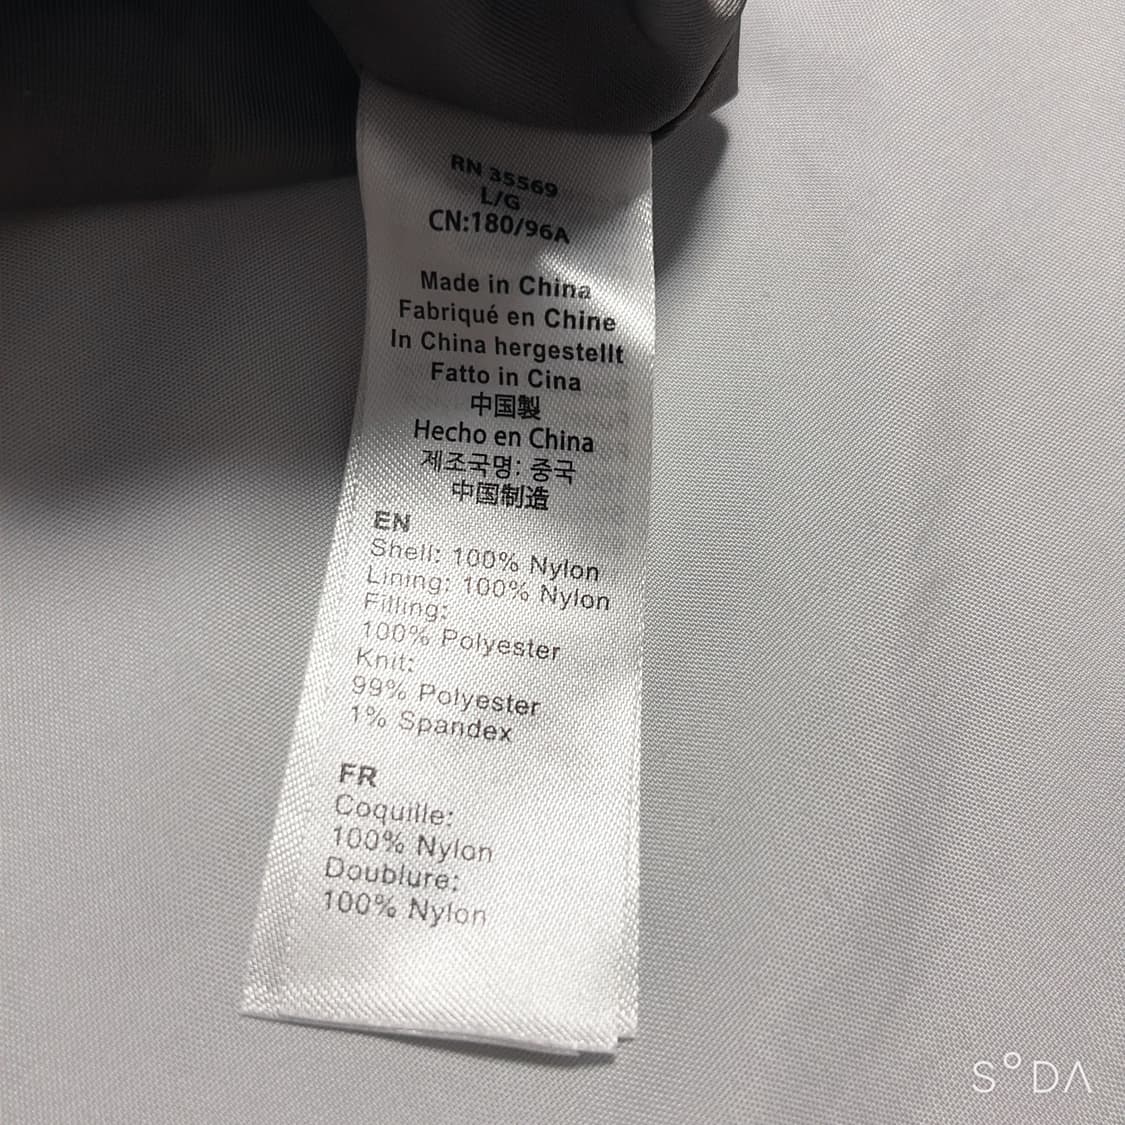 RN 35569
L/G
CN:180/96A
Made in China
Fabriqué en Chine
In China hergestellt
Fatto in Cina
中国製
Hecho en China
제조국명: 중국
中国制造
EN
Shell: 100% Nylon
Lining: 100% Nylon
Filling:
100% Polyester
Knit:
99% Polyester
1% Spandex
FR
Coquille:
100% Nylon
Doublure:
100% Nylon
SODA